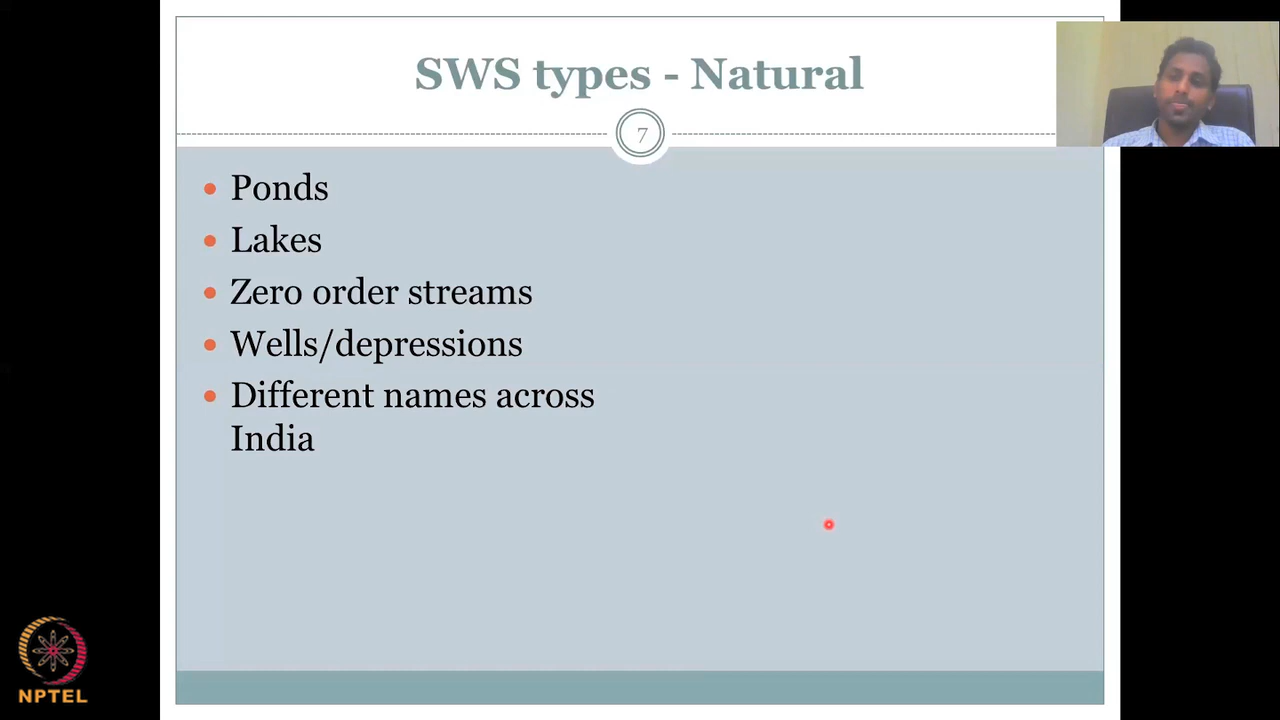 SWS types - Natural
7
Ponds
Lakes
Zero order streams
Wells/depressions
Different names across
India
NPTEL